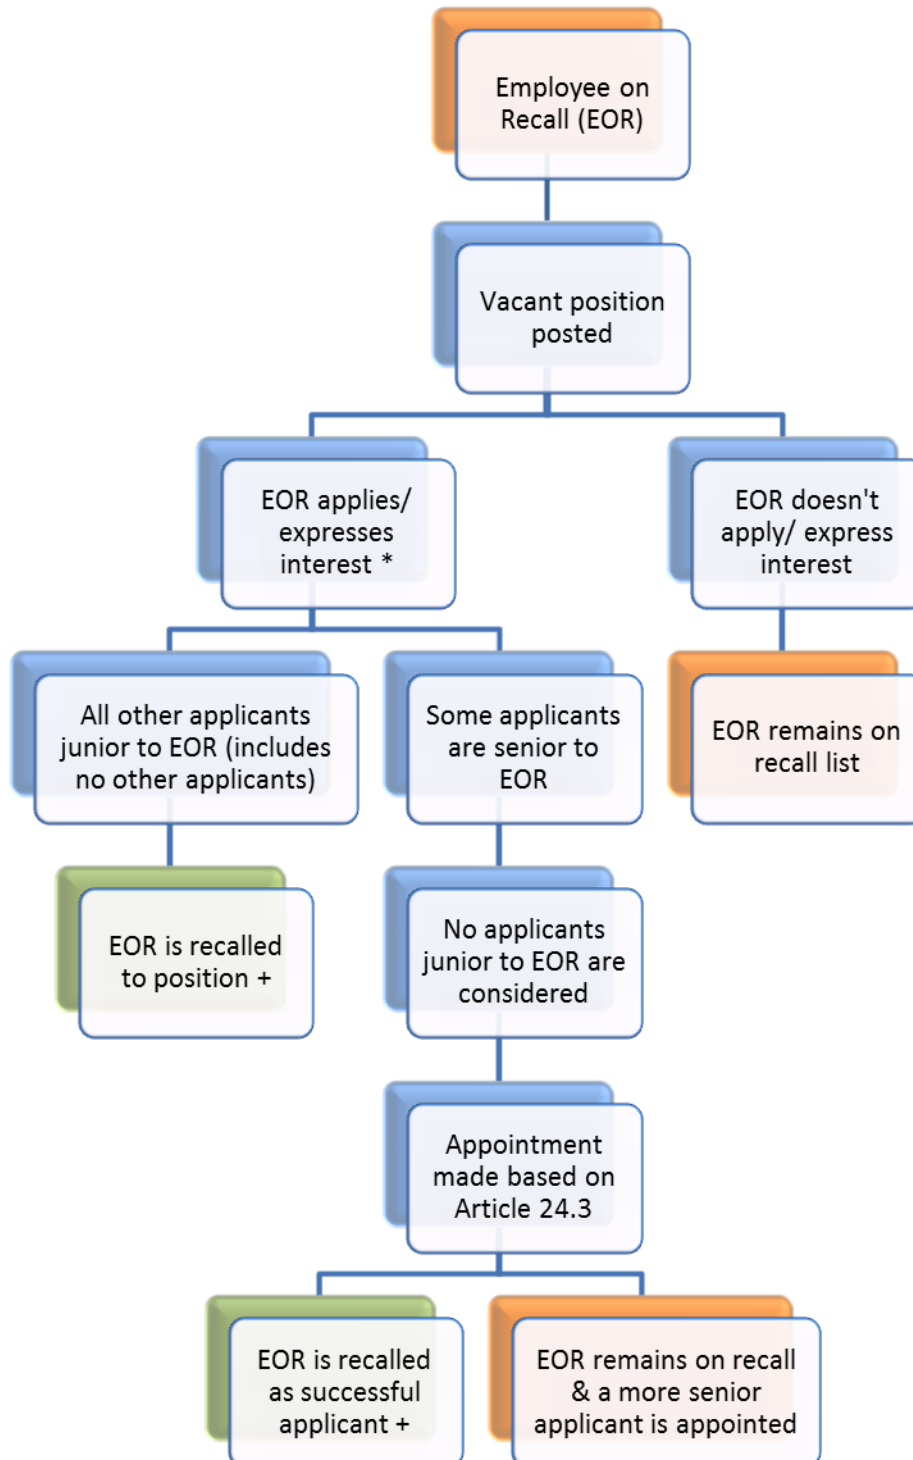 Employee on
Recall (EOR)
Vacant position
posted
EOR applies/
expresses
interest *
EOR doesn't
apply/ express
interest
All other applicants
junior to EOR (includes
no other applicants)
Some applicants
are senior to
EOR
EOR remains on
recall list
EOR is recalled
to position +
No applicants
junior to EOR are
considered
Appointment
made based on
Article 24.3
EOR is recalled
as successful
applicant +
EOR remains on recall
& a more senior
applicant is appointed